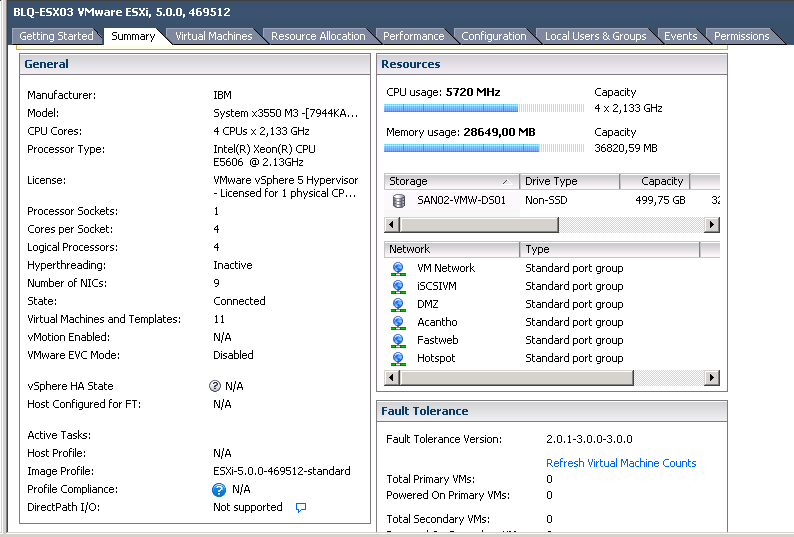 BLQ-ESX03 VMware ESXi, 5.0.0, 469512
Getting Started Summary Virtual Machines Resource Allocation Performance Configuration Local Users & Groups Events Permissions
General
Manufacturer: IBM
Model: System x3550 M3 -[7944KA...
CPU Cores: 4 CPUs x 2,133 GHz
Processor Type: Intel(R) Xeon(R) CPU
E5606 @ 2.13GHz
License: VMware vSphere 5 Hypervisor
- Licensed for 1 physical CP...
Processor Sockets: 1
Cores per Socket: 4
Logical Processors: 4
Hyperthreading: Inactive
Number of NICs: 9
State: Connected
Virtual Machines and Templates: 11
vMotion Enabled: N/A
VMware EVC Mode: Disabled
vSphere HA State ? N/A
Host Configured for FT: N/A
Active Tasks:
Host Profile: N/A
Image Profile: ESXi-5.0.0-469512-standard
Profile Compliance: ? N/A
DirectPath I/O: Not supported
Resources
CPU usage: 5720 MHz Capacity
4 x 2,133 GHz
Memory usage: 28649,00 MB Capacity
36820,59 MB
Storage Drive Type Capacity
SAN02-VMW-DS01 Non-SSD 499,75 GB 32
Network Type
VM Network Standard port group
iSCSIVM Standard port group
DMZ Standard port group
Acantho Standard port group
Fastweb Standard port group
Hotspot Standard port group
Fault Tolerance
Fault Tolerance Version: 2.0.1-3.0.0-3.0.0
Refresh Virtual Machine Counts
Total Primary VMs: 0
Powered On Primary VMs: 0
Total Secondary VMs: 0